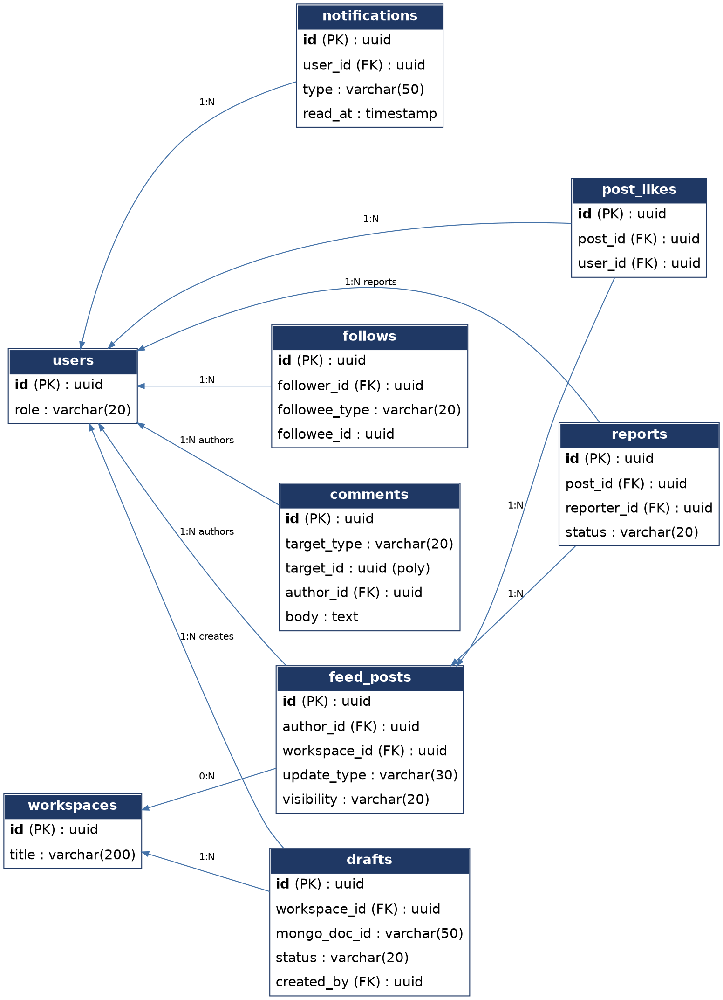 notifications
id (PK) : uuid
user_id (FK) : uuid
type : varchar(50)
read_at : timestamp
1:N
post_likes
id (PK) : uuid
post_id (FK) : uuid
user_id (FK) : uuid
1:N
1:N reports
follows
id (PK) : uuid
follower_id (FK) : uuid
followee_type : varchar(20)
followee_id : uuid
users
id (PK) : uuid
role : varchar(20)
1:N
1:N authors
reports
id (PK) : uuid
post_id (FK) : uuid
reporter_id (FK) : uuid
status : varchar(20)
comments
id (PK) : uuid
target_type : varchar(20)
target_id : uuid (poly)
author_id (FK) : uuid
body : text
1:N
1:N authors
1:N
1:N creates
feed_posts
id (PK) : uuid
author_id (FK) : uuid
workspace_id (FK) : uuid
update_type : varchar(30)
visibility : varchar(20)
0:N
workspaces
id (PK) : uuid
title : varchar(200)
1:N
drafts
id (PK) : uuid
workspace_id (FK) : uuid
mongo_doc_id : varchar(50)
status : varchar(20)
created_by (FK) : uuid